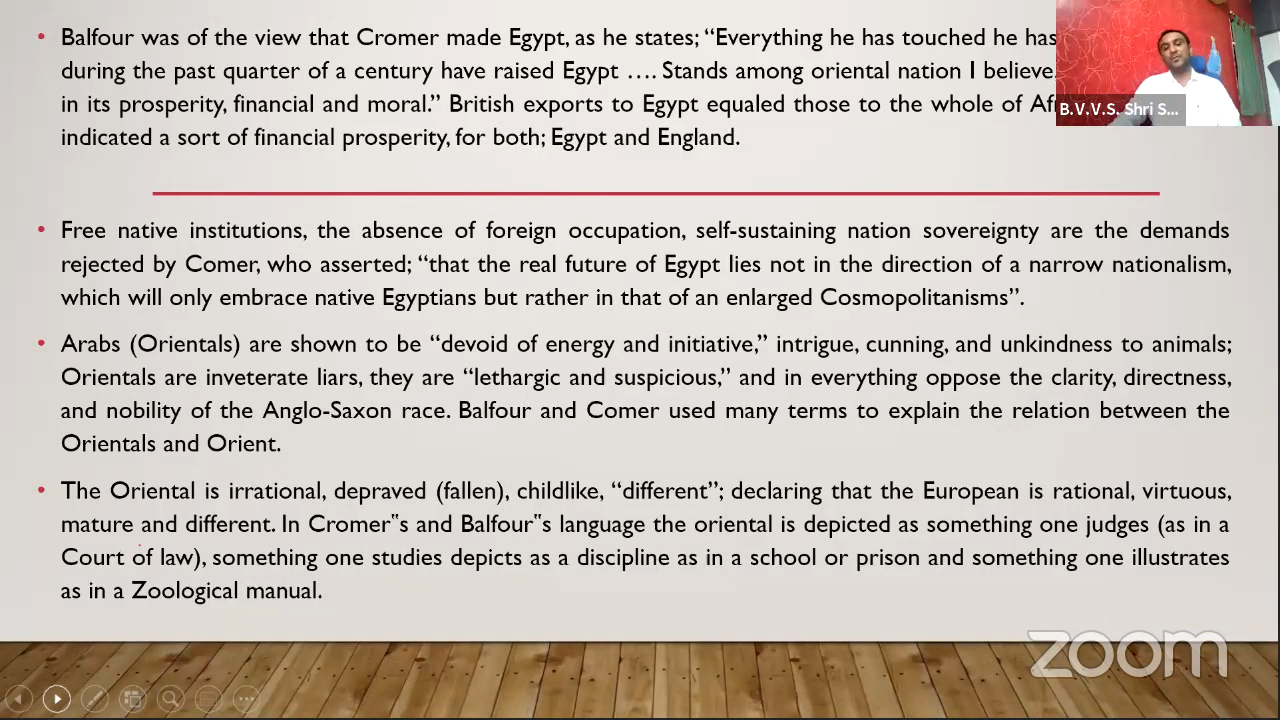 Balfour was of the view that Cromer made Egypt, as he states; “Everything he has touched he has
during the past quarter of a century have raised Egypt …. Stands among oriental nation I believe
in its prosperity, financial and moral.” British exports to Egypt equaled those to the whole of
indicated a sort of financial prosperity, for both; Egypt and England.
B.V.V.S. Shri S...
• Free native institutions, the absence of foreign occupation, self-sustaining nation sovereignty are the demands
rejected by Comer, who asserted; “that the real future of Egypt lies not in the direction of a narrow nationalism,
which will only embrace native Egyptians but rather in that of an enlarged Cosmopolitanisms”.
• Arabs (Orientals) are shown to be “devoid of energy and initiative,” intrigue, cunning, and unkindness to animals;
Orientals are inveterate liars, they are “lethargic and suspicious,” and in everything oppose the clarity, directness,
and nobility of the Anglo-Saxon race. Balfour and Comer used many terms to explain the relation between the
Orientals and Orient.
• The Oriental is irrational, depraved (fallen), childlike, “different”; declaring that the European is rational, virtuous,
mature and different. In Cromer‟s and Balfour‟s language the oriental is depicted as something one judges (as in a
Court of law), something one studies depicts as a discipline as in a school or prison and something one illustrates
as in a Zoological manual.
zoom